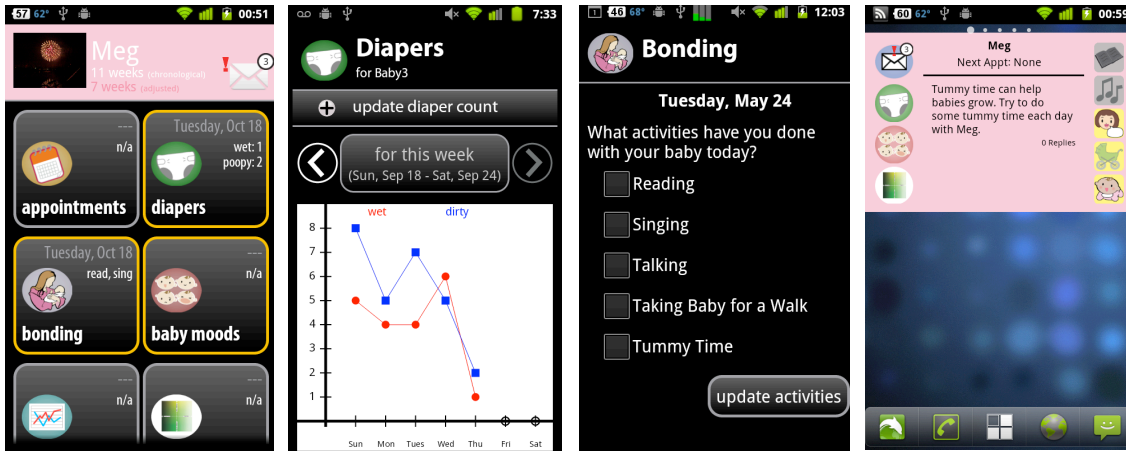 57 62° 00:51
Meg
11 weeks (chronological)
7 weeks (adjusted)
3
---
n/a
appointments
Tuesday, Oct 18
wet: 1
poopy: 2
diapers
Tuesday, Oct 18
read, sing
bonding
---
n/a
baby moods
---
n/a
---
n/a
7:33
Diapers
for Baby3
update diaper count
for this week
(Sun, Sep 18 - Sat, Sep 24)
wet dirty
8
7
6
5
4
3
2
1
Sun Mon Tues Wed Thu Fri Sat
1 46 68° 12:03
Bonding
Tuesday, May 24
What activities have you done
with your baby today?
Reading
Singing
Talking
Taking Baby for a Walk
Tummy Time
update activities
60 62° 00:59
3
Meg
Next Appt: None
Tummy time can help
babies grow. Try to do
some tummy time each day
with Meg.
0 Replies